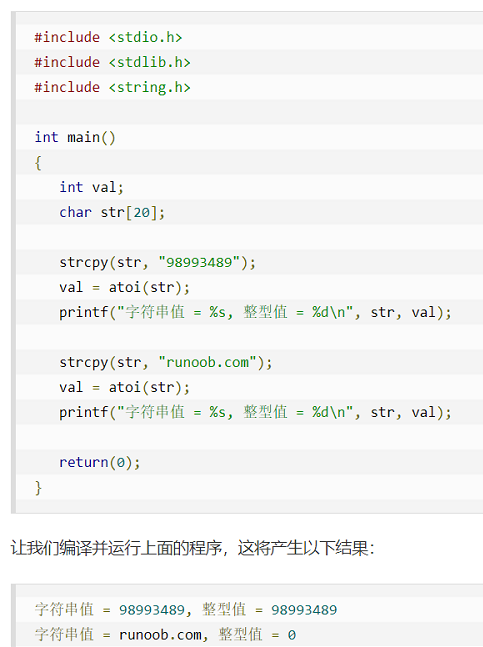 #include <stdio.h>
#include <stdlib.h>
#include <string.h>
int main()
{
int val;
char str[20];
strcpy(str, "98993489");
val = atoi(str);
printf("字符串值 = %s, 整型值 = %d\n", str, val);
strcpy(str, "runoob.com");
val = atoi(str);
printf("字符串值 = %s, 整型值 = %d\n", str, val);
return(0);
}
让我们编译并运行上面的程序，这将产生以下结果：
字符串值 = 98993489, 整型值 = 98993489
字符串值 = runoob.com, 整型值 = 0